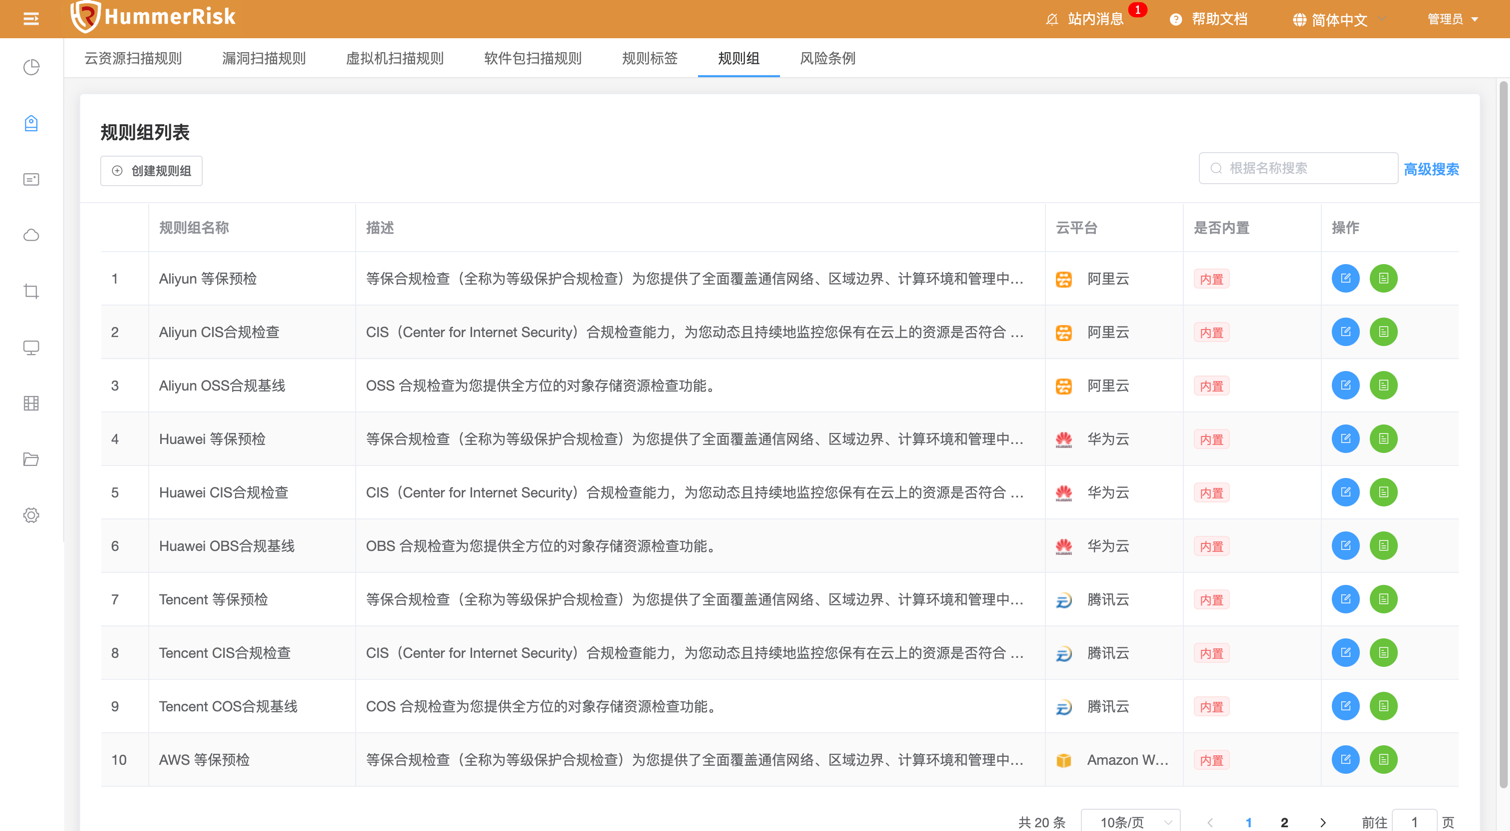 HummerRisk
站内消息 1 帮助文档 简体中文 管理员
云资源扫描规则 漏洞扫描规则 虚拟机扫描规则 软件包扫描规则 规则标签 规则组 风险条例
规则组列表
创建规则组 根据名称搜索 高级搜索
规则组名称 描述 云平台 是否内置 操作
1 Aliyun 等保预检 等保合规检查（全称为等级保护合规检查）为您提供了全面覆盖通信网络、区域边界、计算环境和管理中... 阿里云 内置
2 Aliyun CIS合规检查 CIS（Center for Internet Security）合规检查能力，为您动态且持续地监控您保有在云上的资源是否符合 ... 阿里云 内置
3 Aliyun OSS合规基线 OSS 合规检查为您提供全方位的对象存储资源检查功能。 阿里云 内置
4 Huawei 等保预检 等保合规检查（全称为等级保护合规检查）为您提供了全面覆盖通信网络、区域边界、计算环境和管理中... 华为云 内置
5 Huawei CIS合规检查 CIS（Center for Internet Security）合规检查能力，为您动态且持续地监控您保有在云上的资源是否符合 ... 华为云 内置
6 Huawei OBS合规基线 OBS 合规检查为您提供全方位的对象存储资源检查功能。 华为云 内置
7 Tencent 等保预检 等保合规检查（全称为等级保护合规检查）为您提供了全面覆盖通信网络、区域边界、计算环境和管理中... 腾讯云 内置
8 Tencent CIS合规检查 CIS（Center for Internet Security）合规检查能力，为您动态且持续地监控您保有在云上的资源是否符合 ... 腾讯云 内置
9 Tencent COS合规基线 COS 合规检查为您提供全方位的对象存储资源检查功能。 腾讯云 内置
10 AWS 等保预检 等保合规检查（全称为等级保护合规检查）为您提供了全面覆盖通信网络、区域边界、计算环境和管理中... Amazon W... 内置
共 20 条 10条/页 1 2 前往 1 页